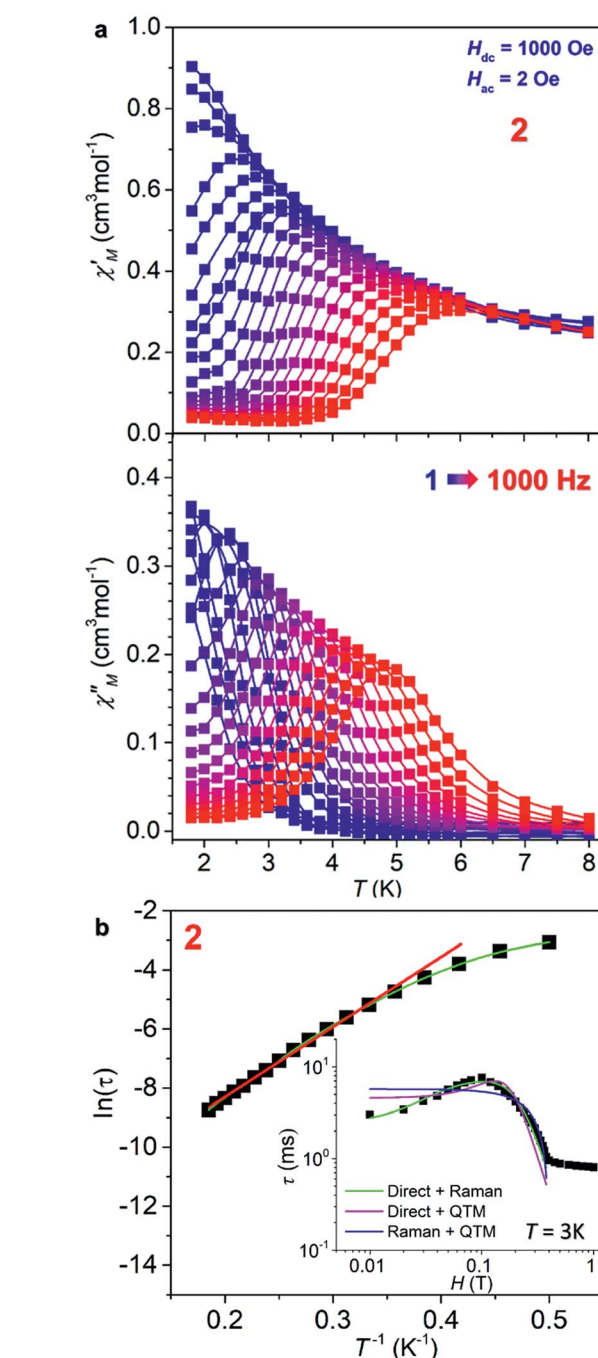 a
1.0
H_dc = 1000 Oe
H_ac = 2 Oe
0.8
2
0.6
χ′_M (cm³mol⁻¹)
0.4
0.2
0.0
0.4
1 → 1000 Hz
0.3
χ″_M (cm³mol⁻¹)
0.2
0.1
0.0
2 3 4 5 6 7 8
T (K)
b
-2
2
-4
-6
ln(τ)
-8
-10
-12
-14
10¹
τ (ms)
10⁰
Direct + Raman
Direct + QTM
Raman + QTM
T = 3K
10⁻¹
0.01 0.1 1
H (T)
0.2 0.3 0.4 0.5
T⁻¹ (K⁻¹)